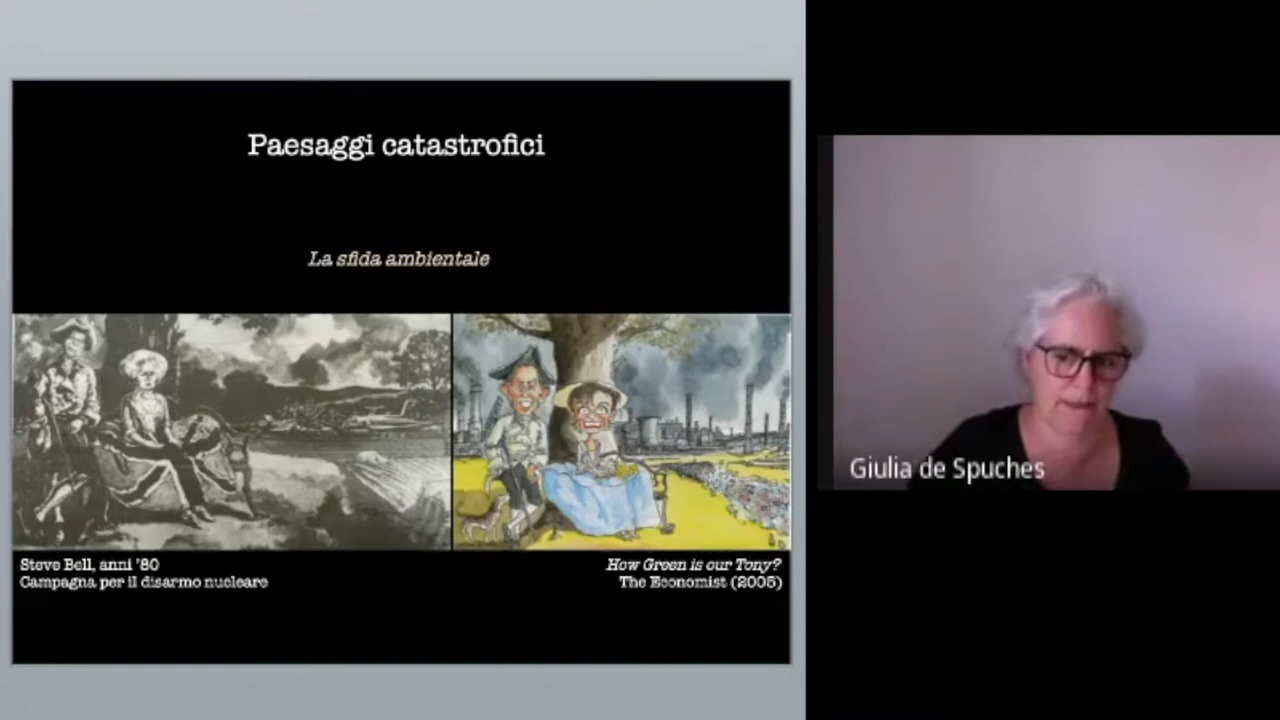 Paesaggi catastrofici
La sfida ambientale
Steve Bell, anni '80
Campagna per il disarmo nucleare
How Green is our Tony?
The Economist (2005)
Giulia de Spuches